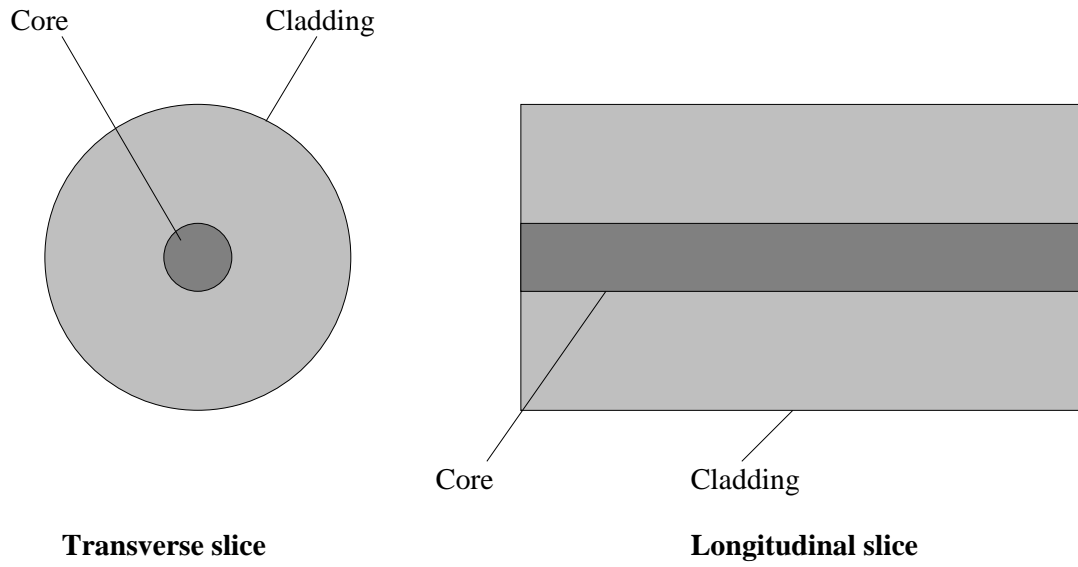 Core
Cladding
Core
Cladding
Transverse slice
Longitudinal slice